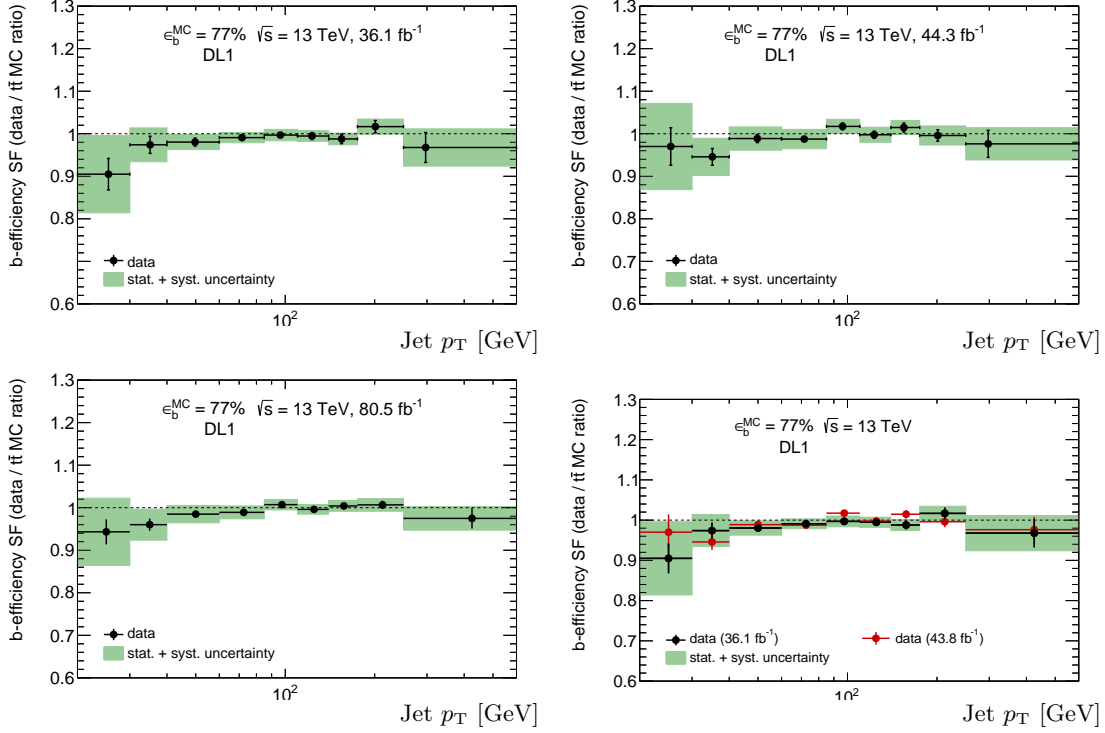 b-efficiency SF (data / tt̄ MC ratio)
1.3
1.2
1.1
1
0.9
0.8
0.7
0.6
ϵ_b^MC = 77% √s = 13 TeV, 36.1 fb⁻¹
DL1
data
stat. + syst. uncertainty
10²
Jet p_T [GeV]
b-efficiency SF (data / tt̄ MC ratio)
1.3
1.2
1.1
1
0.9
0.8
0.7
0.6
ϵ_b^MC = 77% √s = 13 TeV, 44.3 fb⁻¹
DL1
data
stat. + syst. uncertainty
10²
Jet p_T [GeV]
b-efficiency SF (data / tt̄ MC ratio)
1.3
1.2
1.1
1
0.9
0.8
0.7
0.6
ϵ_b^MC = 77% √s = 13 TeV, 80.5 fb⁻¹
DL1
data
stat. + syst. uncertainty
10²
Jet p_T [GeV]
b-efficiency SF (data / tt̄ MC ratio)
1.3
1.2
1.1
1
0.9
0.8
0.7
0.6
ϵ_b^MC = 77% √s = 13 TeV
DL1
data (36.1 fb⁻¹) data (43.8 fb⁻¹)
stat. + syst. uncertainty
10²
Jet p_T [GeV]